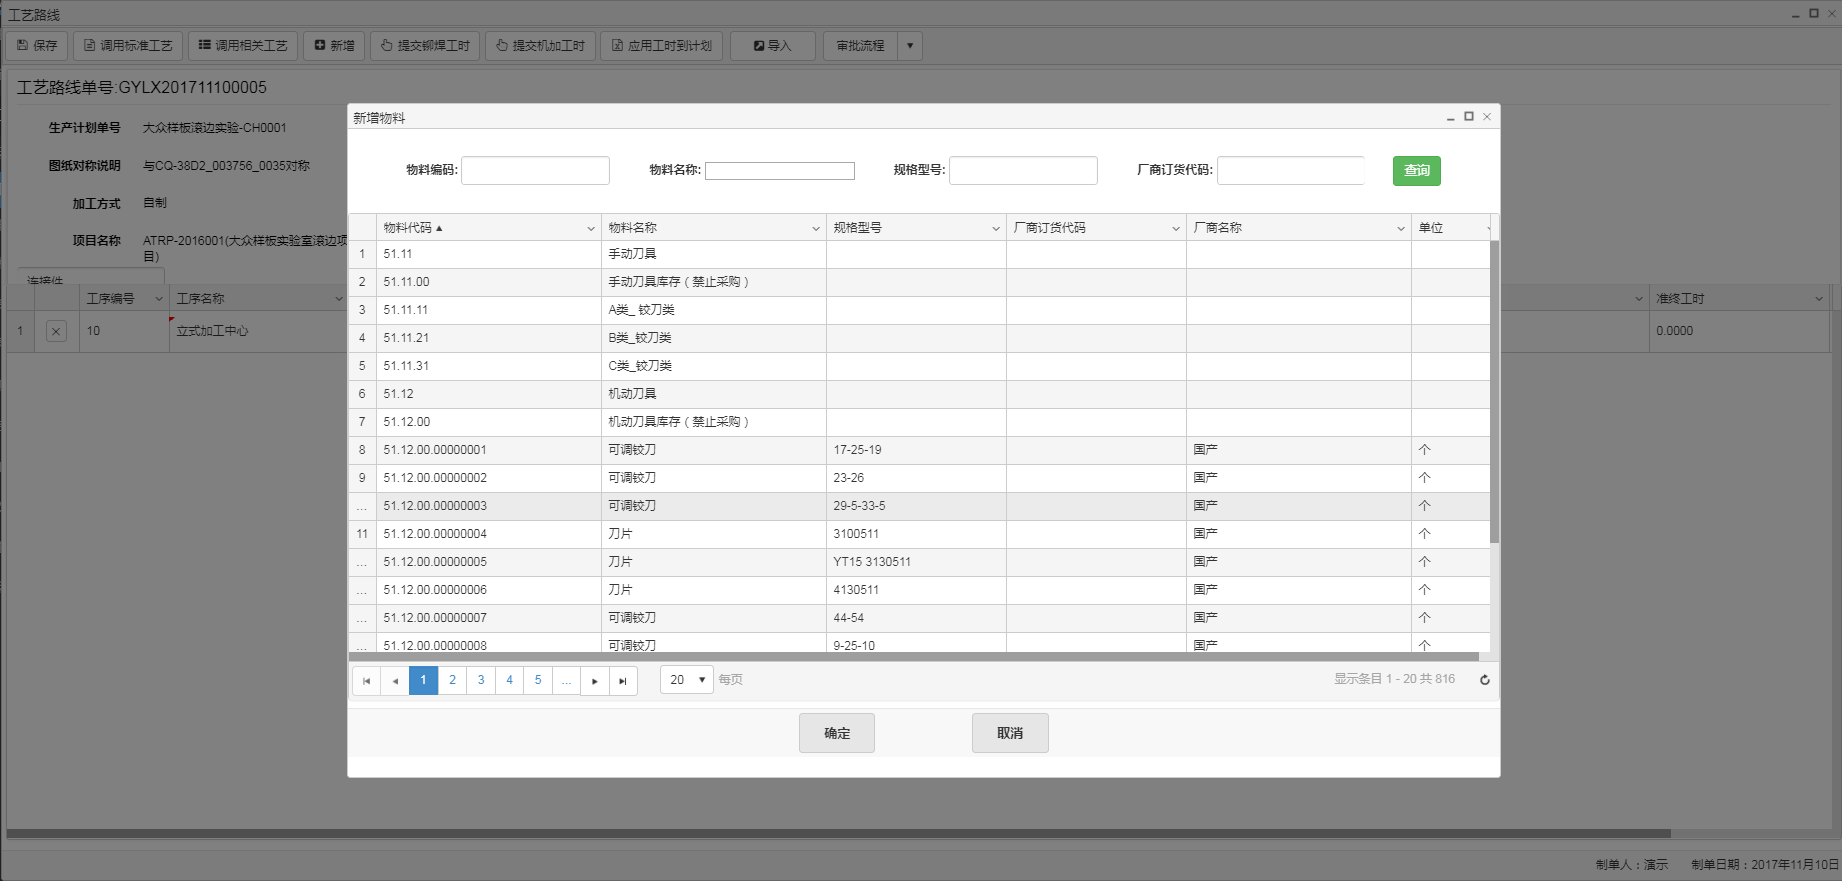 工艺路线
保存 调用标准工艺 调用相关工艺 新增 提交铆焊工时 提交机加工时 应用工时到计划 导入 审批流程
工艺路线单号:GYLX201711100005
生产计划单号 大众样板滚边实验-CH0001
图纸对称说明 与CQ-38D2_003756_0035对称
加工方式 自制
项目名称 ATRP-2016001(大众样板实验室滚边项
目)
连接件
工序编号 工序名称 准终工时
1 10 立式加工中心 0.0000
新增物料
物料编码: 物料名称: 规格型号: 厂商订货代码: 查询
物料代码 物料名称 规格型号 厂商订货代码 厂商名称 单位
1 51.11 手动刀具
2 51.11.00 手动刀具库存（禁止采购）
3 51.11.11 A类_ 铰刀类
4 51.11.21 B类_铰刀类
5 51.11.31 C类_铰刀类
6 51.12 机动刀具
7 51.12.00 机动刀具库存（禁止采购）
8 51.12.00.00000001 可调铰刀 17-25-19 国产 个
9 51.12.00.00000002 可调铰刀 23-26 国产 个
... 51.12.00.00000003 可调铰刀 29-5-33-5 国产 个
11 51.12.00.00000004 刀片 3100511 国产 个
... 51.12.00.00000005 刀片 YT15 3130511 国产 个
... 51.12.00.00000006 刀片 4130511 国产 个
... 51.12.00.00000007 可调铰刀 44-54 国产 个
... 51.12.00.00000008 可调铰刀 9-25-10 国产 个
1 2 3 4 5 ... 20 每页 显示条目 1 - 20 共 816
确定 取消
制单人：演示 制单日期：2017年11月10日